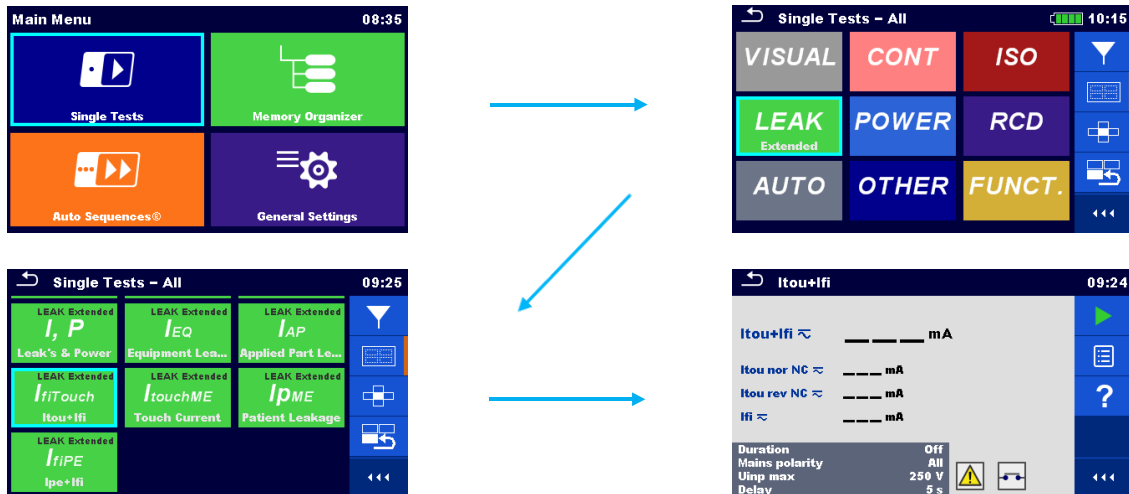 Main Menu 08:35
Single Tests
Memory Organizer
Auto Sequences®
General Settings
Single Tests – All 10:15
VISUAL CONT ISO
LEAK POWER RCD
Extended
AUTO OTHER FUNCT.
Single Tests – All 09:25
LEAK Extended LEAK Extended LEAK Extended
I, P IEQ IAP
Leak's & Power Equipment Lea... Applied Part Le...
LEAK Extended LEAK Extended LEAK Extended
IfiTouch ItouchME IpME
Itou+Ifi Touch Current Patient Leakage
LEAK Extended
IfiPE
Ipe+Ifi
Itou+Ifi 09:24
Itou+Ifi ___ mA
Itou nor NC ___ mA
Itou rev NC ___ mA
Ifi ___ mA
?
Duration Off
Mains polarity All
Uinp max 250 V
Delay 5 s